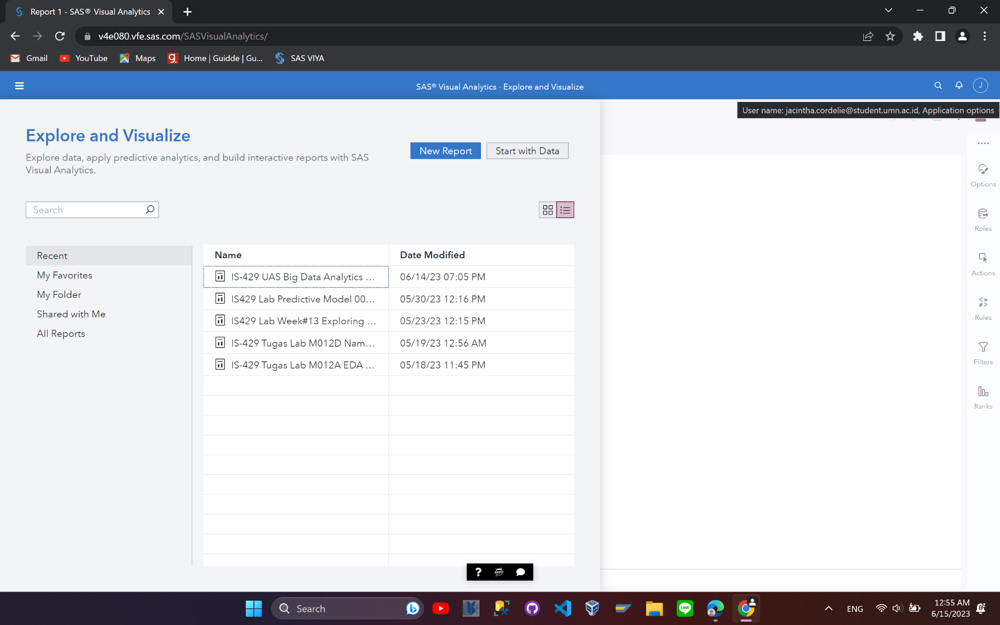 Report 1 - SAS® Visual Analytics
v4e080.vfe.sas.com/SASVisualAnalytics/
Gmail
YouTube
Maps
Home | Guidde | Gu...
SAS VIYA
SAS® Visual Analytics - Explore and Visualize
J
User name: jacintha.cordelie@student.umn.ac.id, Application options
Explore and Visualize
Explore data, apply predictive analytics, and build interactive reports with SAS
Visual Analytics.
New Report
Start with Data
Search
Recent
My Favorites
My Folder
Shared with Me
All Reports
Name Date Modified
IS-429 UAS Big Data Analytics ... 06/14/23 07:05 PM
IS429 Lab Predictive Model 00... 05/30/23 12:16 PM
IS429 Lab Week#13 Exploring ... 05/23/23 12:15 PM
IS-429 Tugas Lab M012D Nam... 05/19/23 12:56 AM
IS-429 Tugas Lab M012A EDA ... 05/18/23 11:45 PM
Options
Roles
Actions
Rules
Filters
Ranks
?
jupyter
Search
LINE
ENG
12:55 AM
6/15/2023